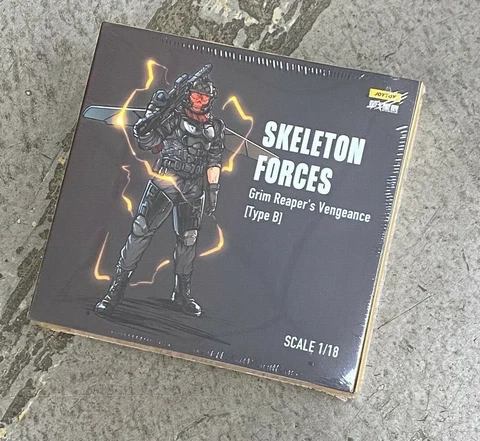 JOYTOY
SKELETON
FORCES
Grim Reaper's Vengeance
[Type B]
SCALE 1/18